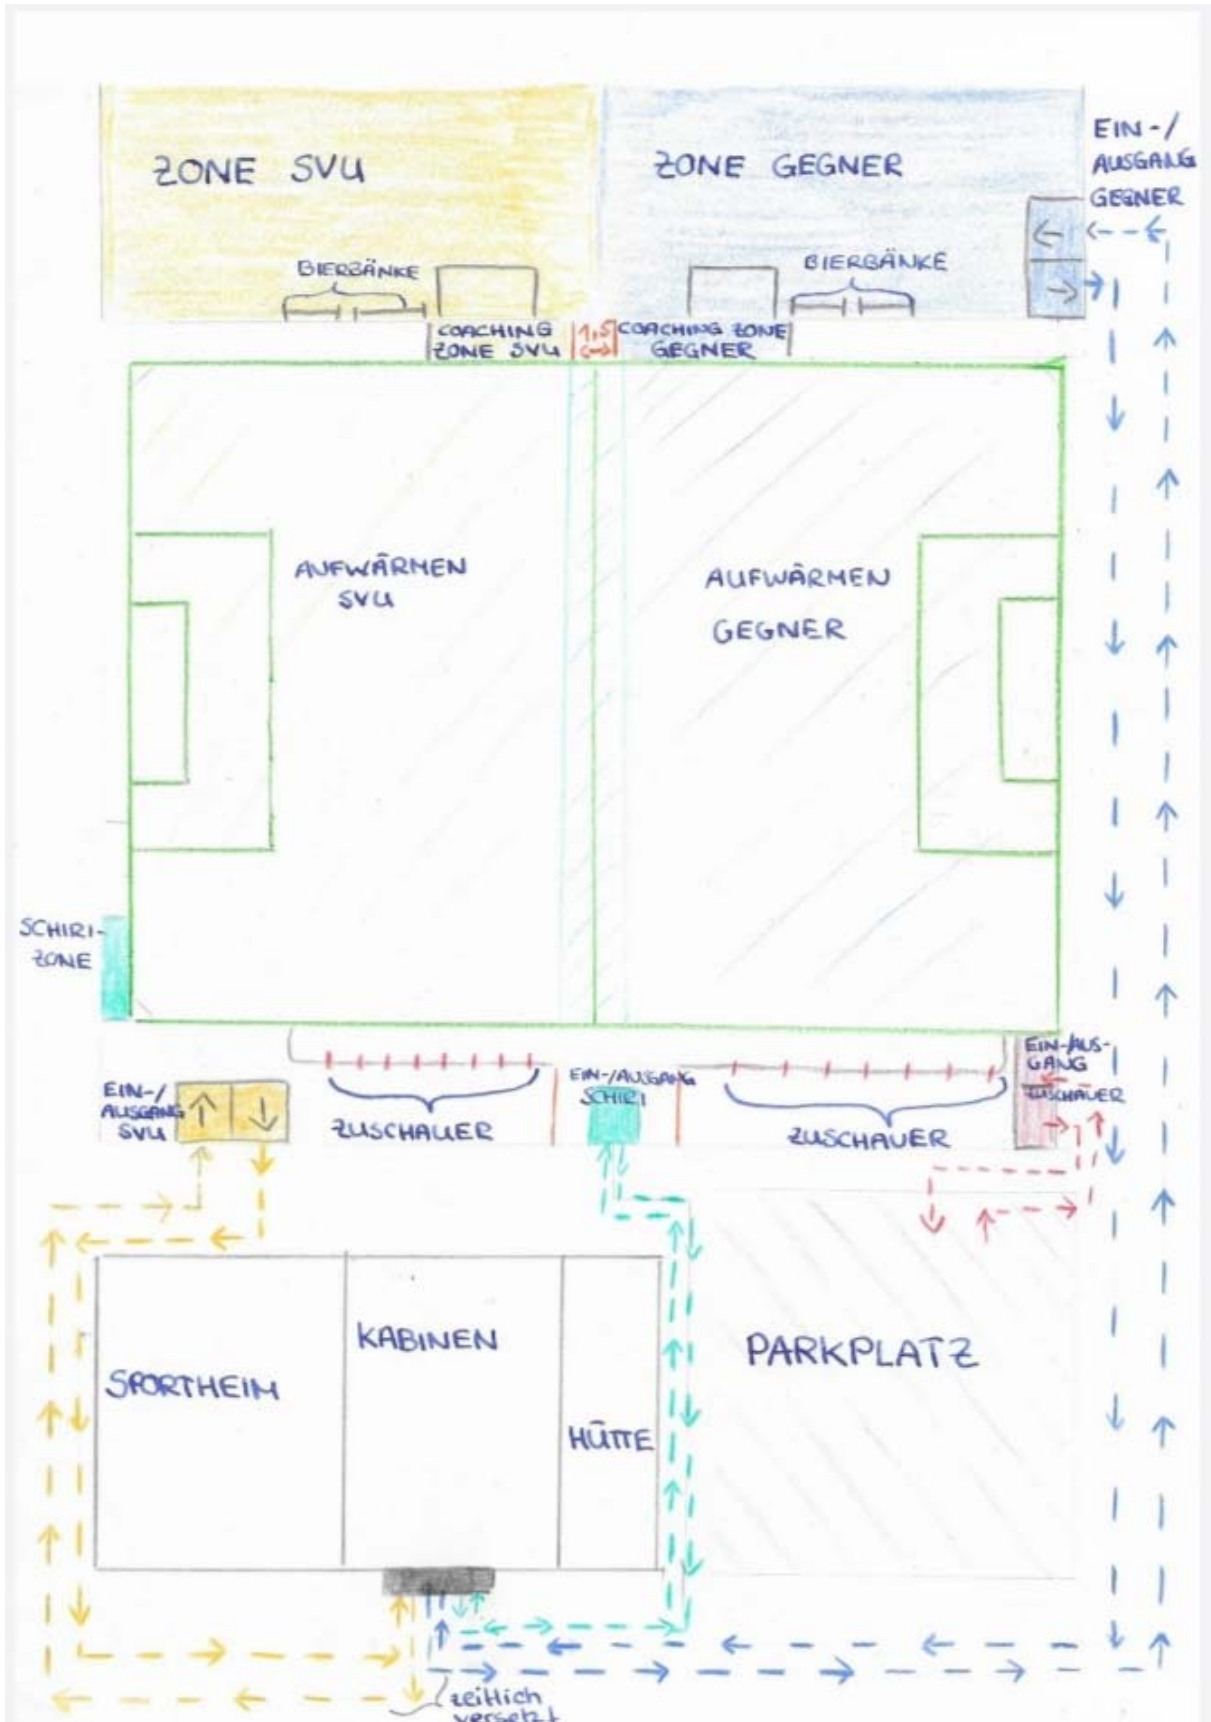 ZONE SVU
ZONE GEGNER
EIN-/
AUSGANG
GEGNER
BIERBÄNKE
BIERBÄNKE
COACHING
ZONE SVU
1,5
COACHING ZONE
GEGNER
AUFWÄRMEN
SVU
AUFWÄRMEN
GEGNER
SCHIRI-
ZONE
EIN-/
AUSGANG
SVU
ZUSCHAUER
EIN-/AUSGANG
SCHIRI
ZUSCHAUER
EIN-/AUS-
GANG
ZUSCHAUER
SPORTHEIM
KABINEN
HÜTTE
PARKPLATZ
zeitlich
versetzt